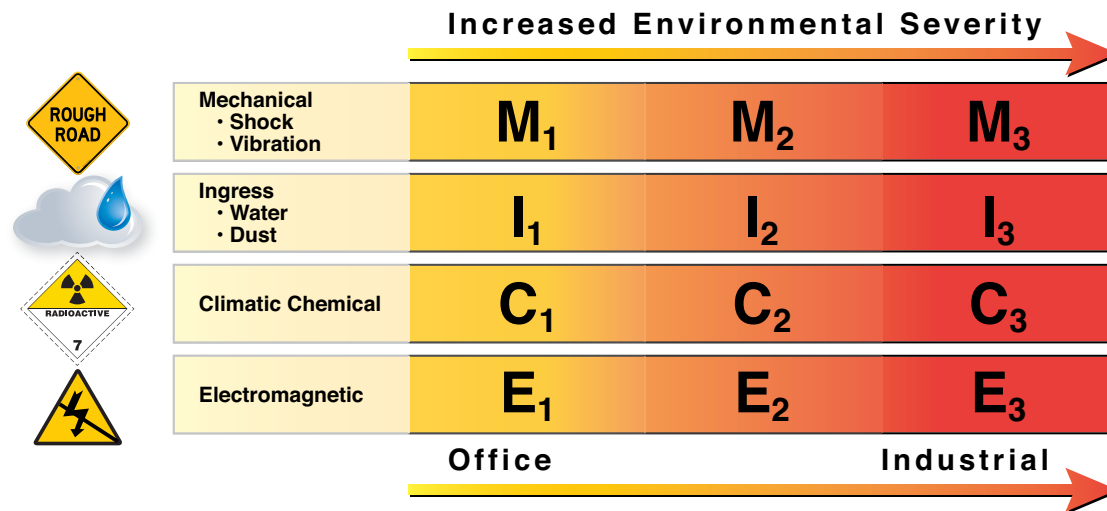 Increased Environmental Severity
ROUGH
ROAD
Mechanical
• Shock
• Vibration
M₁ M₂ M₃
Ingress
• Water
• Dust
I₁ I₂ I₃
RADIOACTIVE
7
Climatic Chemical C₁ C₂ C₃
Electromagnetic E₁ E₂ E₃
Office Industrial